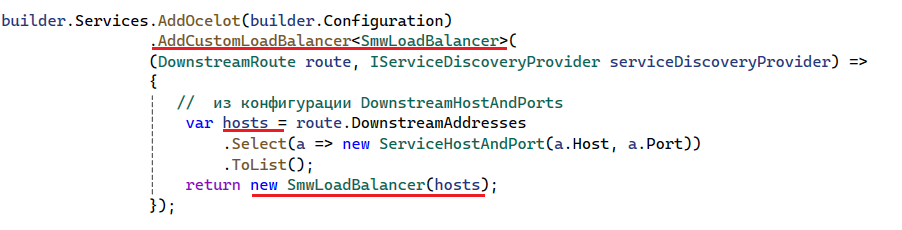 builder.Services.AddOcelot(builder.Configuration)
.AddCustomLoadBalancer<SmwLoadBalancer>(
(DownstreamRoute route, IServiceDiscoveryProvider serviceDiscoveryProvider) =>
{
// из конфигурации DownstreamHostAndPorts
var hosts = route.DownstreamAddresses
.Select(a => new ServiceHostAndPort(a.Host, a.Port))
.ToList();
return new SmwLoadBalancer(hosts);
});